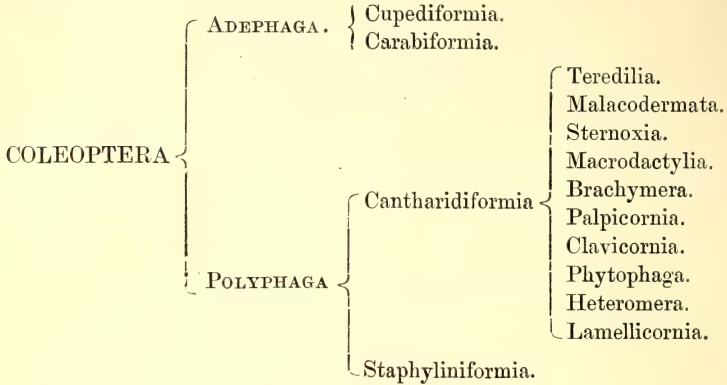 COLEOPTERA
ADEPHAGA.
Cupediformia.
Carabiformia.
POLYPHAGA
Cantharidiformia
Teredilia.
Malacodermata.
Sternoxia.
Macrodactylia.
Brachymera.
Palpicornia.
Clavicornia.
Phytophaga.
Heteromera.
Lamellicornia.
Staphyliniformia.